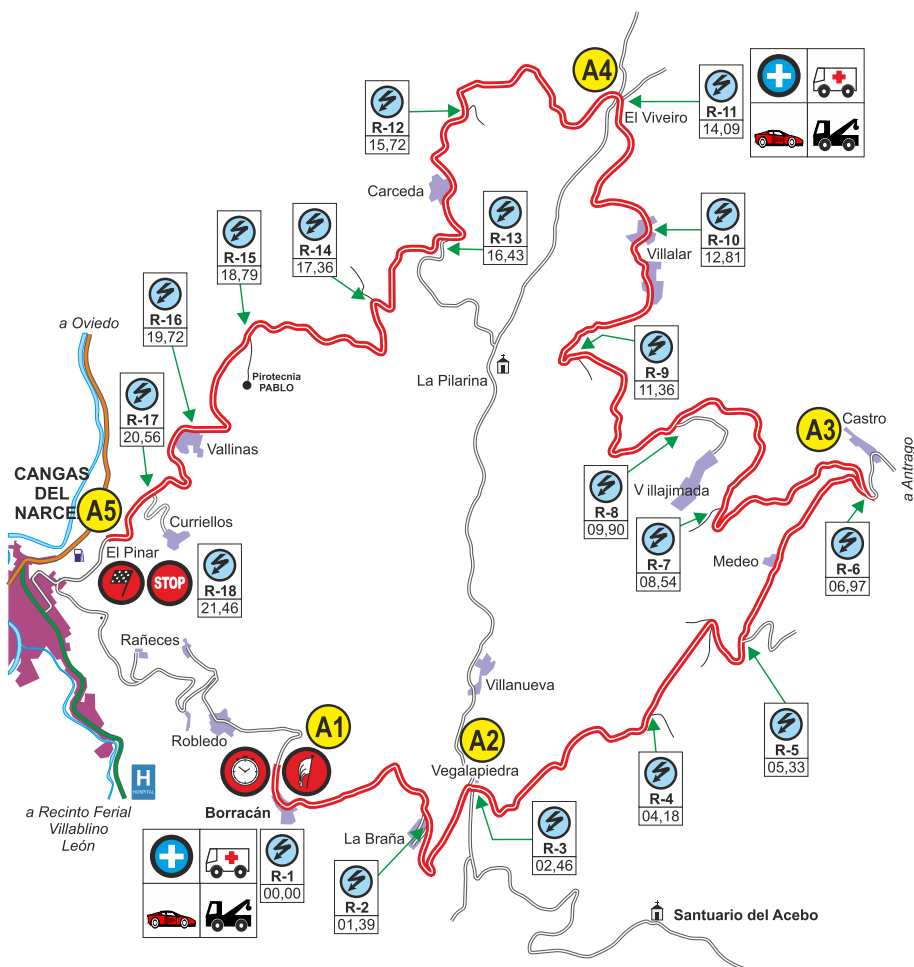 A4
R-11
14,09
El Viveiro
R-12
15,72
Carceda
R-13
16,43
R-10
12,81
Villalar
R-14
17,36
R-15
18,79
R-16
19,72
a Oviedo
Pirotecnia
PABLO
La Pilarina
R-9
11,36
R-17
20,56
Vallinas
A3
Castro
a Antrago
CANGAS
DEL
NARCE
A5
R-8
09,90
Villajimada
Curriellos
El Pinar
STOP
R-18
21,46
R-7
08,54
Medeo
R-6
06,97
Rañeces
Villanueva
Robledo
A1
A2
Vegalapiedra
R-5
05,33
R-4
04,18
H
HOSPITAL
a Recinto Ferial
Villablino
León
Borracán
La Braña
R-3
02,46
R-1
00,00
R-2
01,39
Santuario del Acebo